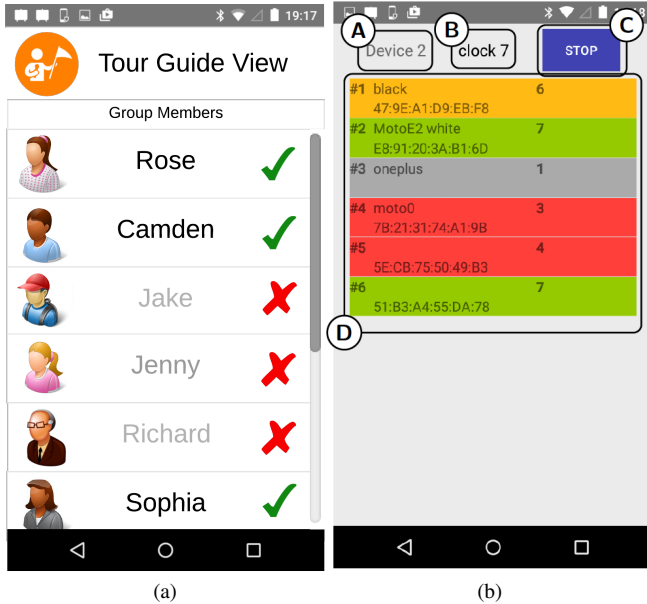 19:17
Tour Guide View
Group Members
Rose
Camden
Jake
Jenny
Richard
Sophia
(a)
A
B
C
Device 2
clock 7
STOP
#1 black 6
47:9E:A1:D9:EB:F8
#2 MotoE2 white 7
E8:91:20:3A:B1:6D
#3 oneplus 1
#4 moto0 3
7B:21:31:74:A1:9B
#5 4
5E:CB:75:50:49:B3
#6 7
51:B3:A4:55:DA:78
D
(b)